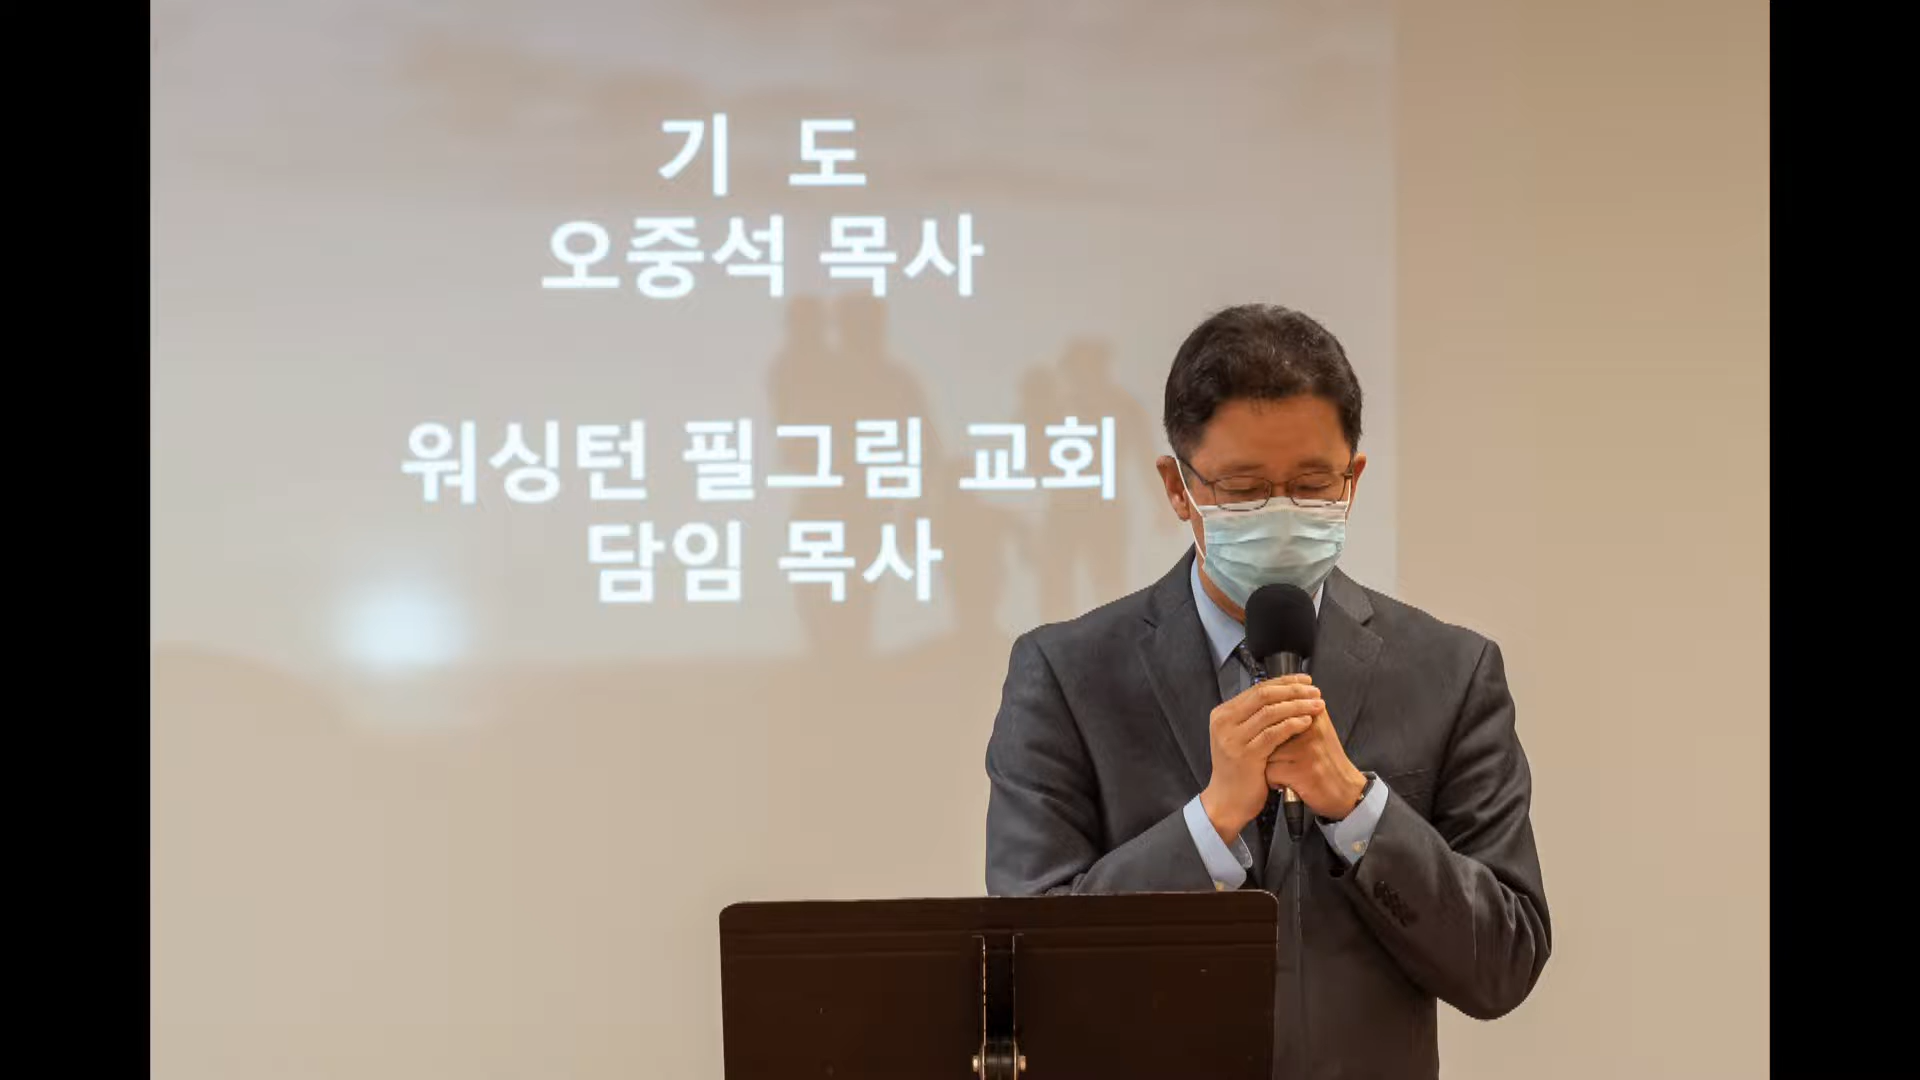 기 도
오중석 목사
워싱턴 필그림 교회
담임 목사